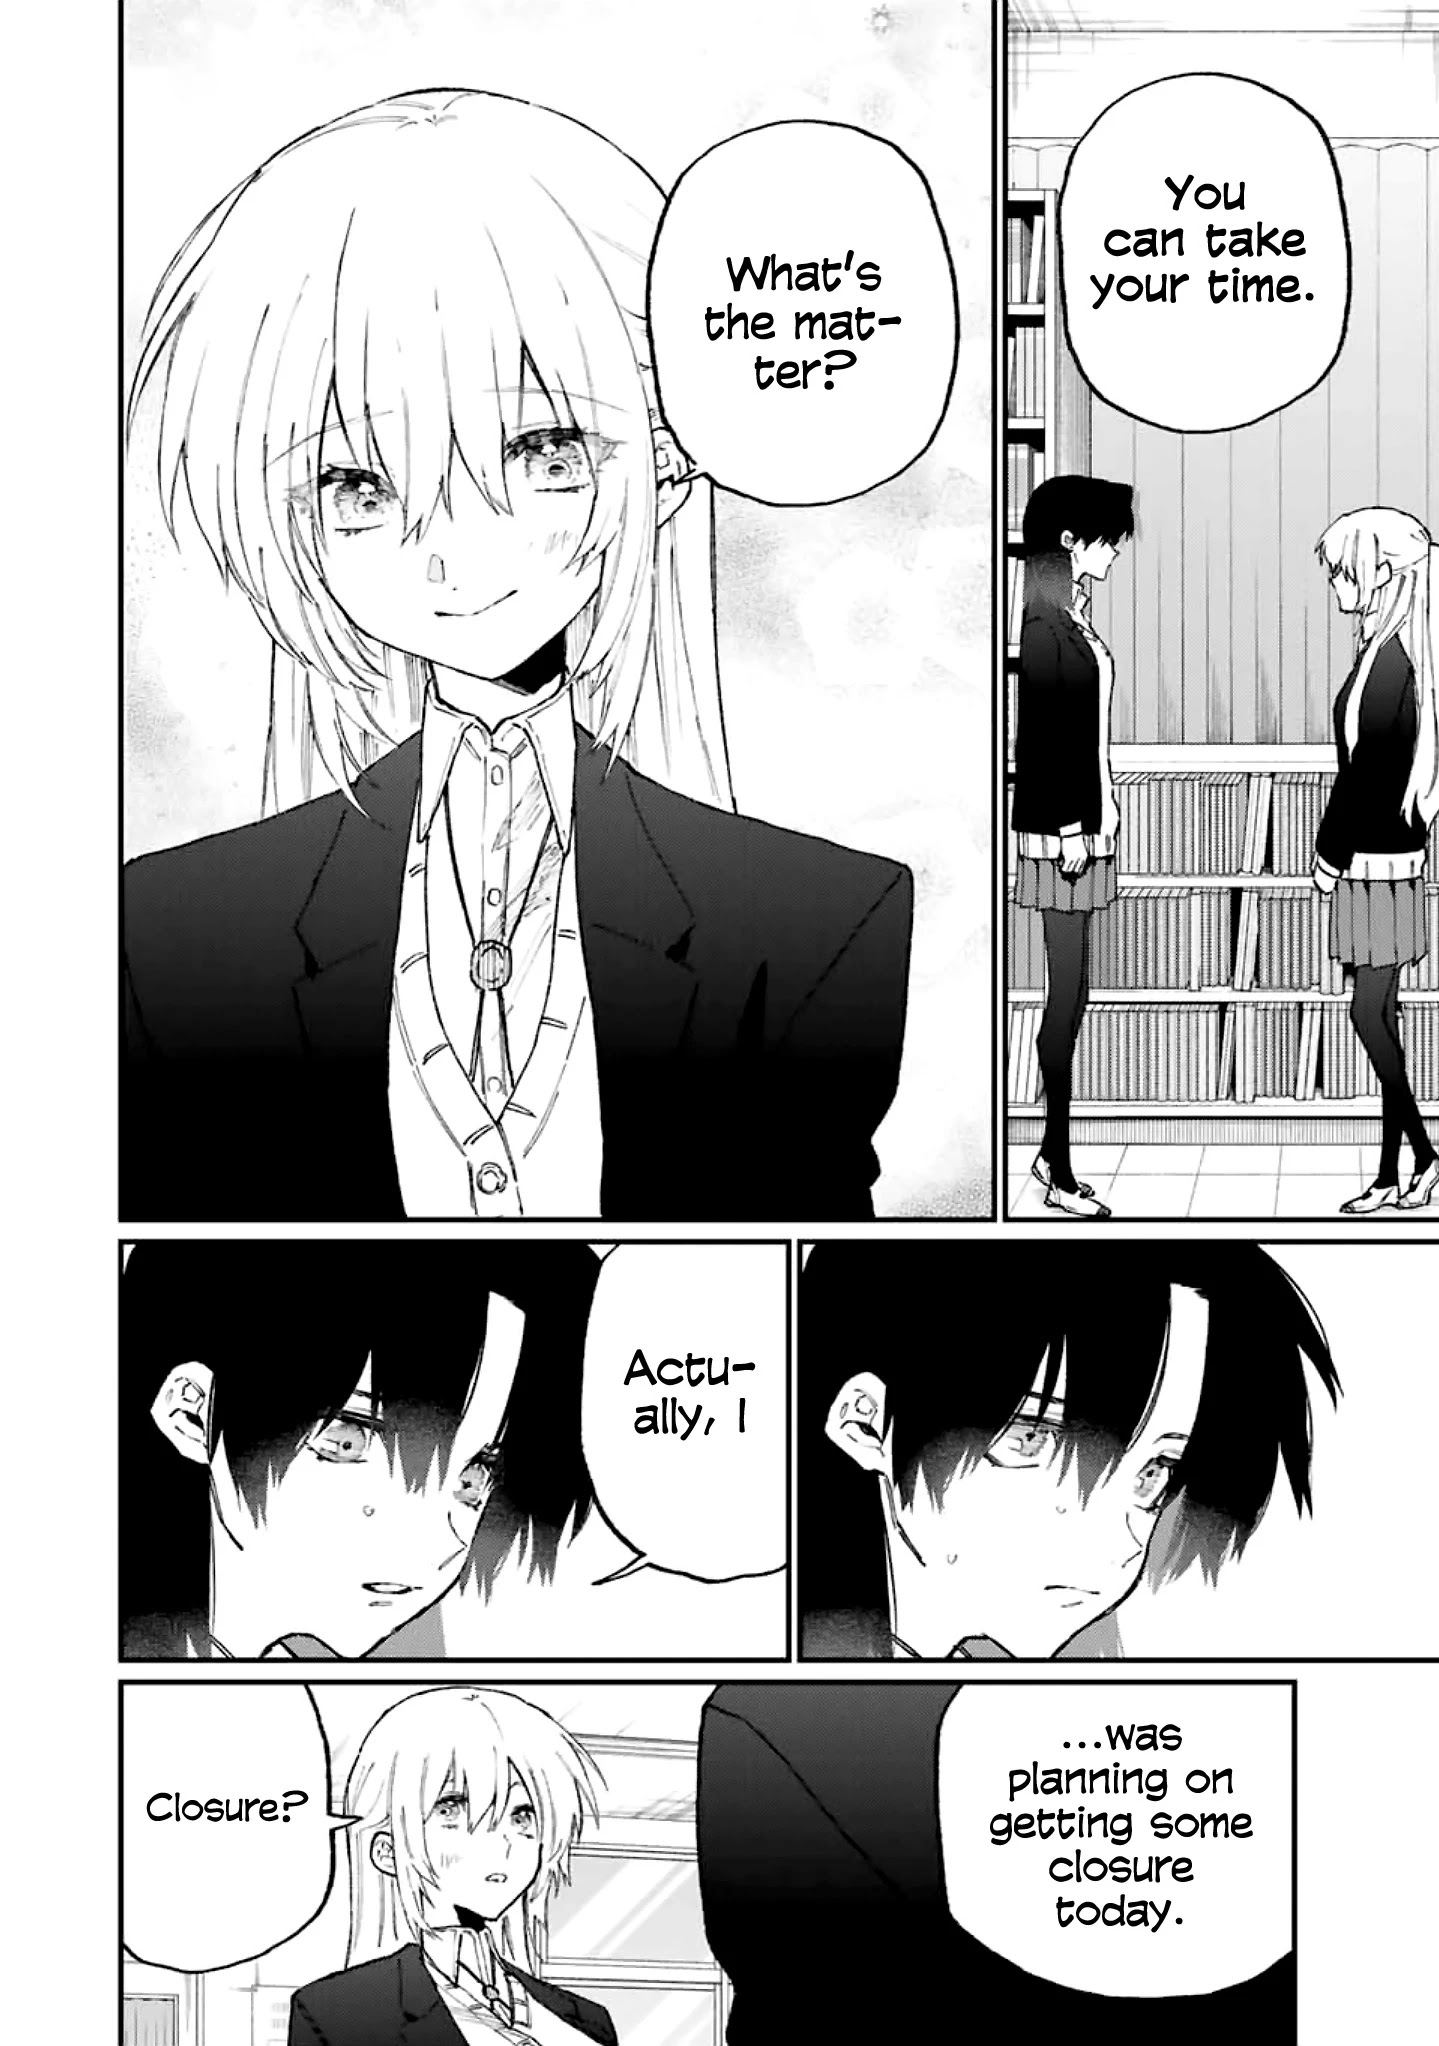 You
can take
your time.
What's
the mat-
ter?
Actu-
ally, I
...was
planning on
getting some
closure
today.
Closure?